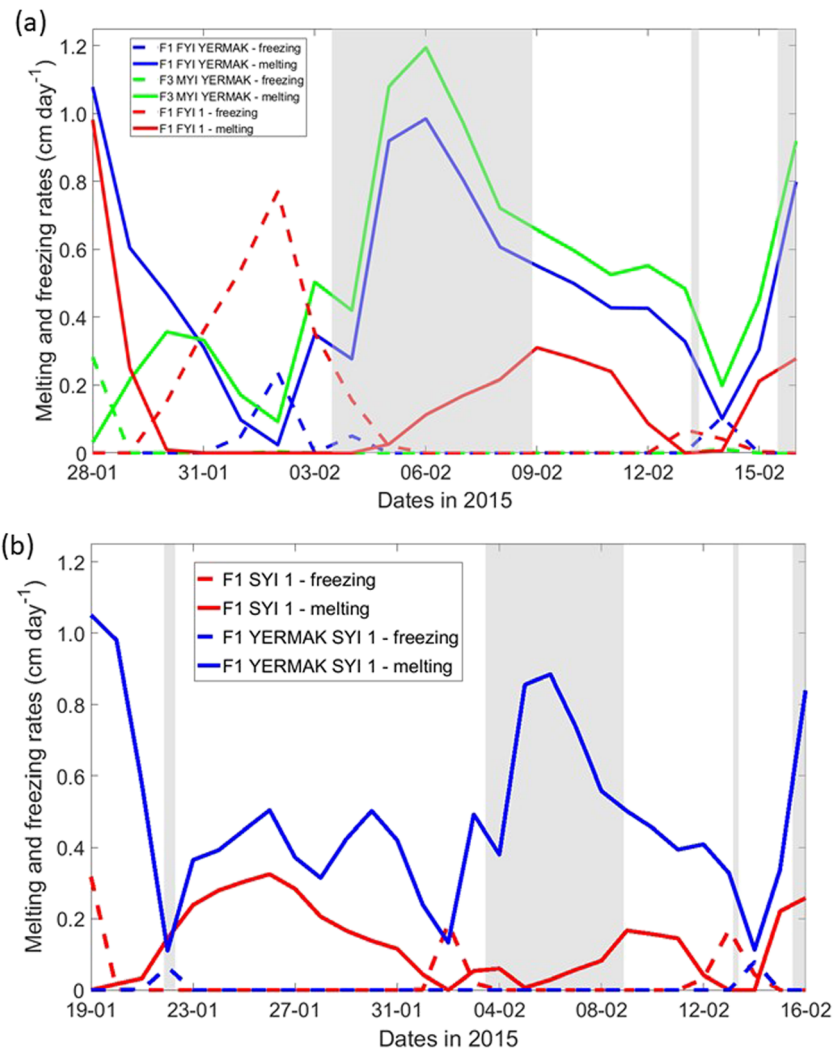 (a)
Melting and freezing rates (cm day⁻¹)
1.2
1.0
0.8
0.6
0.4
0.2
0
F1 FYI YERMAK - freezing
F1 FYI YERMAK - melting
F3 MYI YERMAK - freezing
F3 MYI YERMAK - melting
F1 FYI 1 - freezing
F1 FYI 1 - melting
28-01 31-01 03-02 06-02 09-02 12-02 15-02
Dates in 2015
(b)
Melting and freezing rates (cm day⁻¹)
1.2
1.0
0.8
0.6
0.4
0.2
0
F1 SYI 1 - freezing
F1 SYI 1 - melting
F1 YERMAK SYI 1 - freezing
F1 YERMAK SYI 1 - melting
19-01 23-01 27-01 31-01 04-02 08-02 12-02 16-02
Dates in 2015